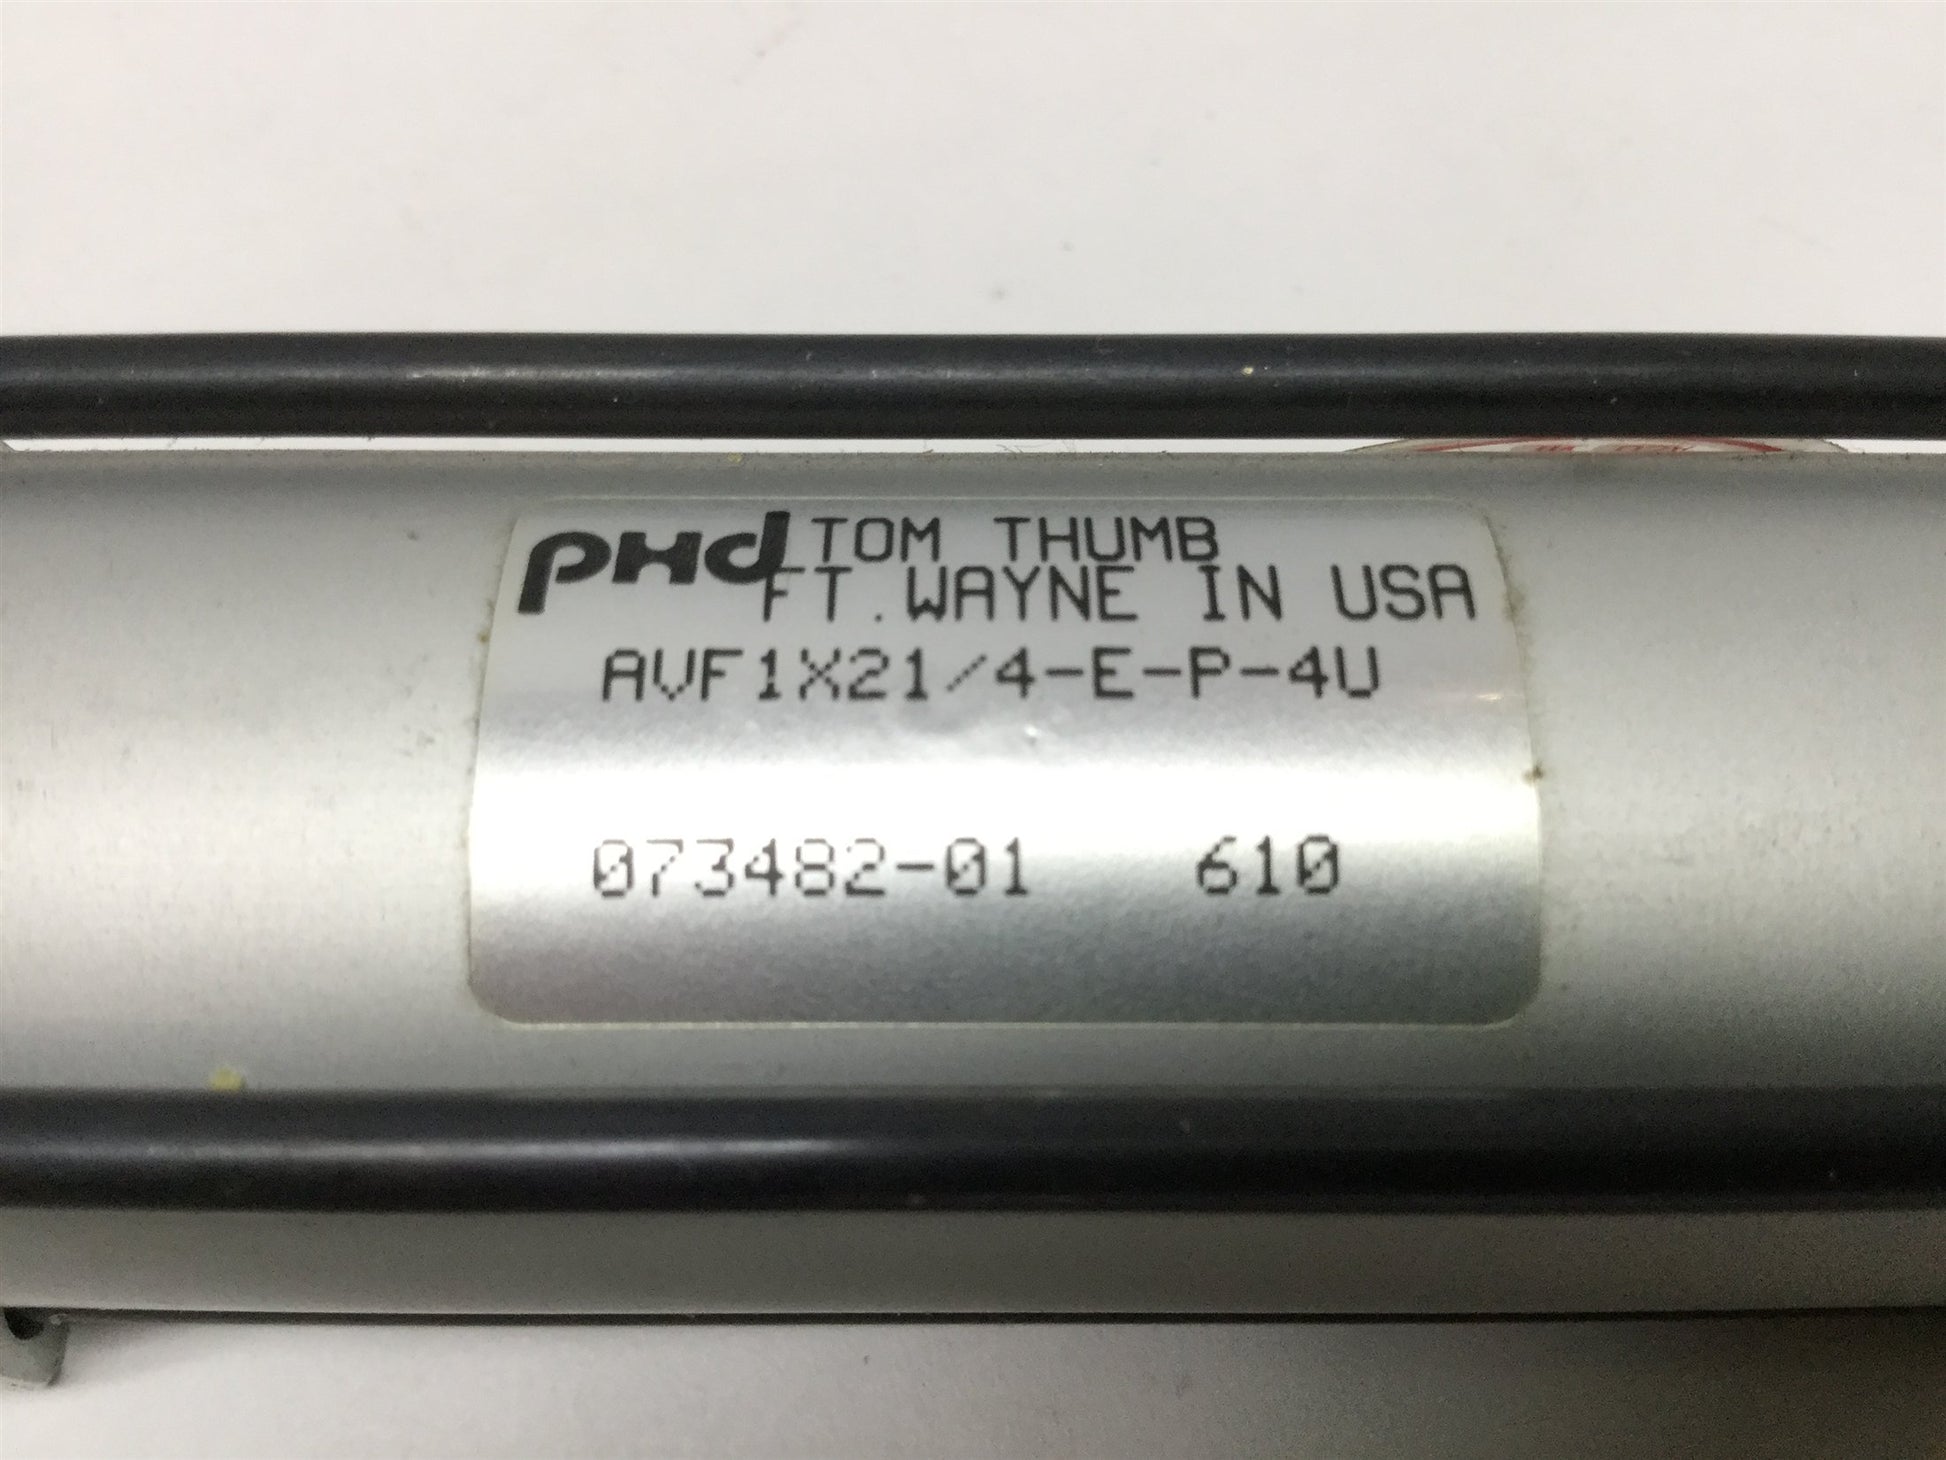 PHD TOM THUMB
FT. WAYNE IN USA
AVF1X21/4-E-P-4U
073482-01 610